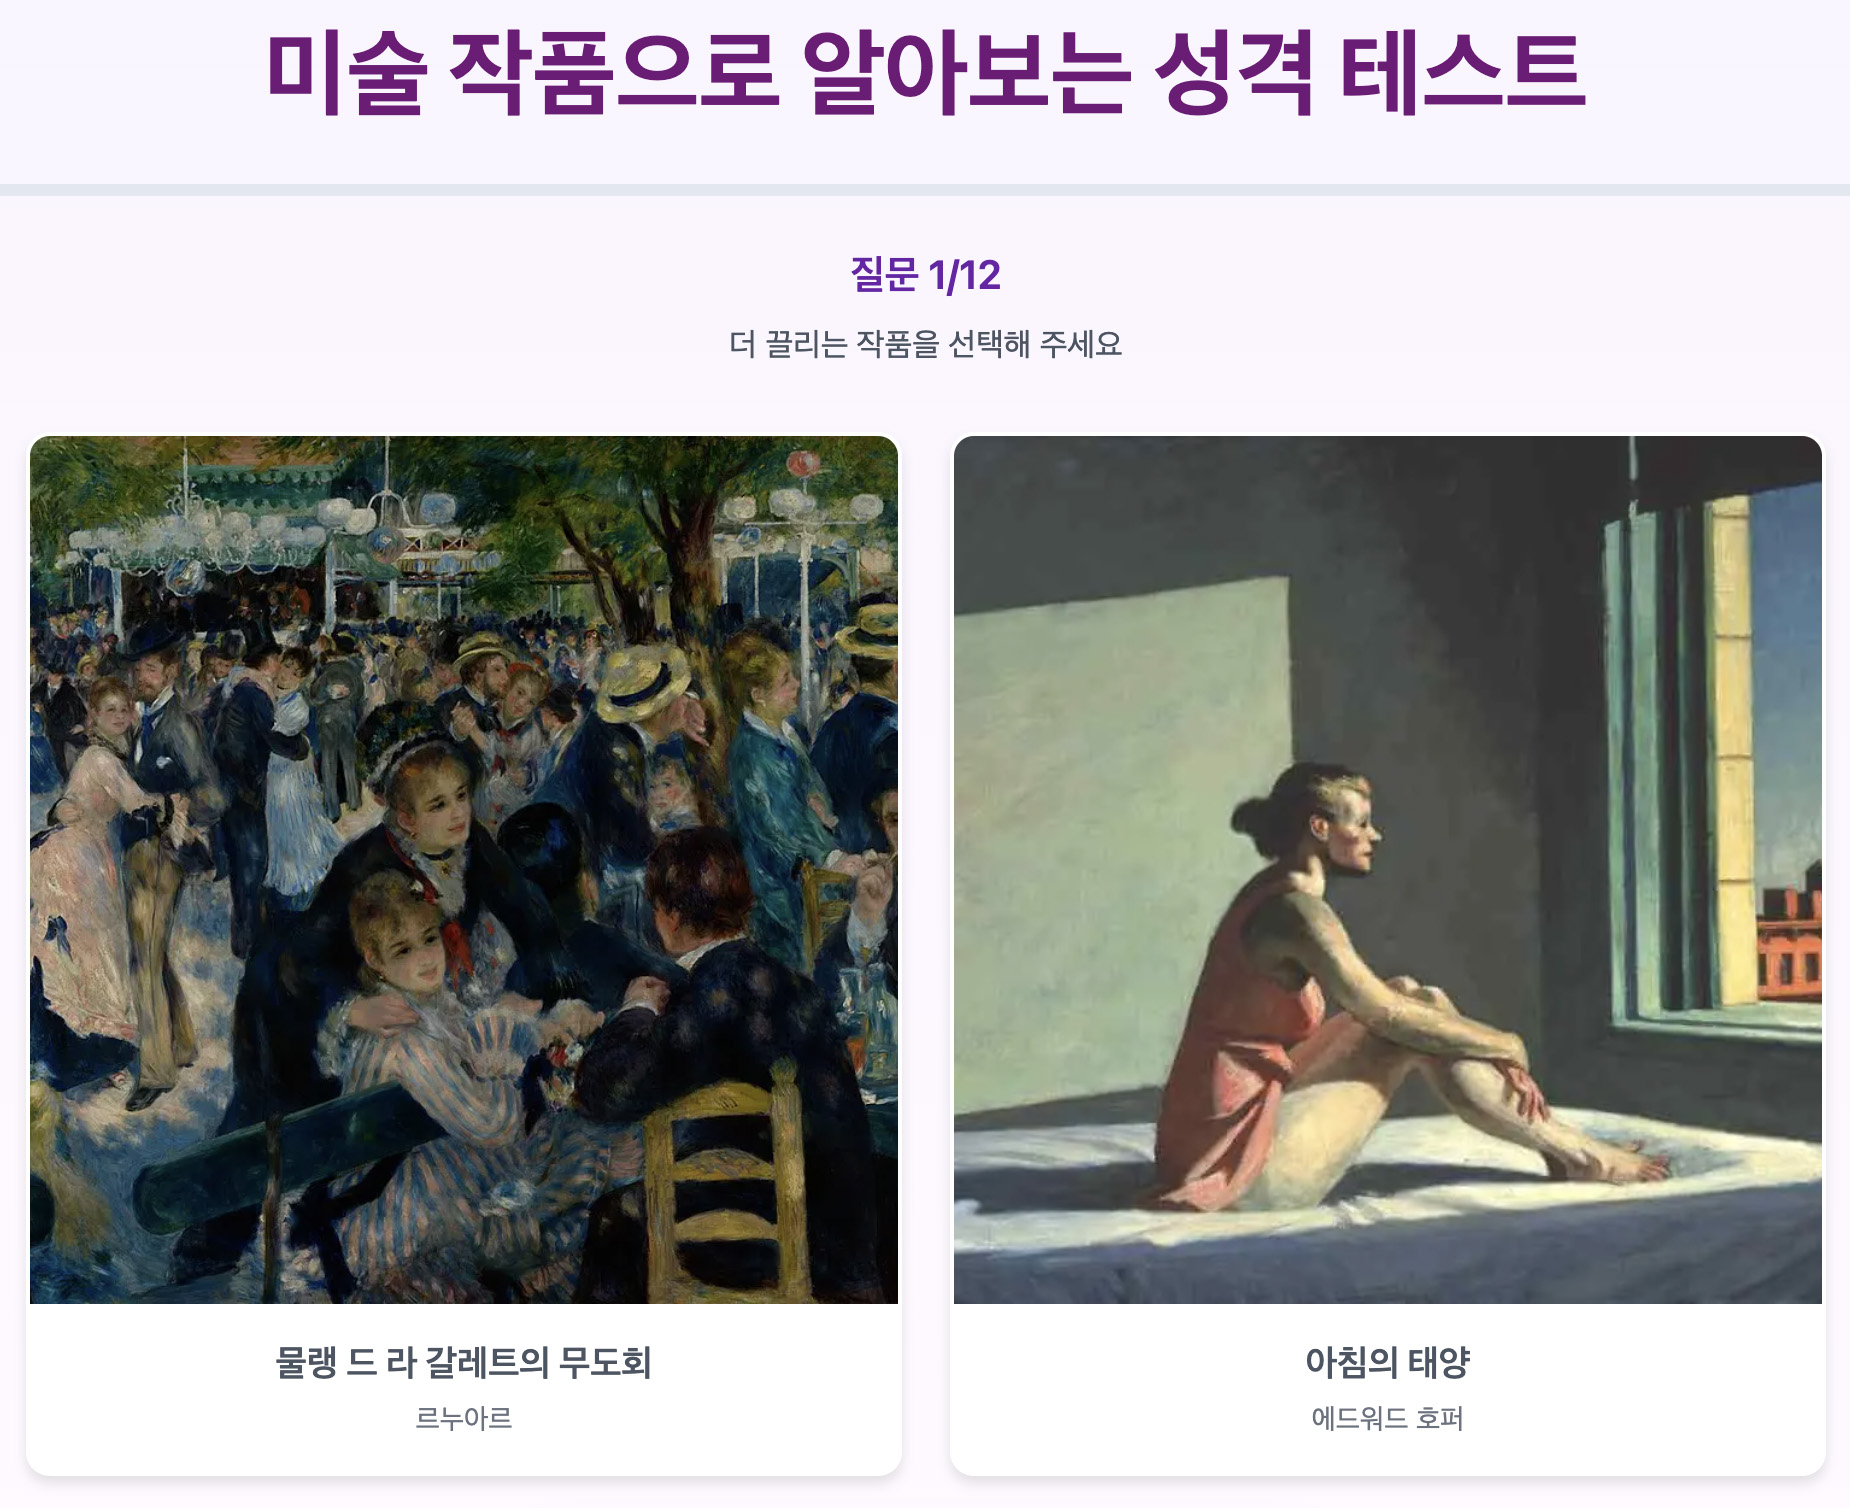 미술 작품으로 알아보는 성격 테스트
질문 1/12
더 끌리는 작품을 선택해 주세요
물랭 드 라 갈레트의 무도회
르누아르
아침의 태양
에드워드 호퍼